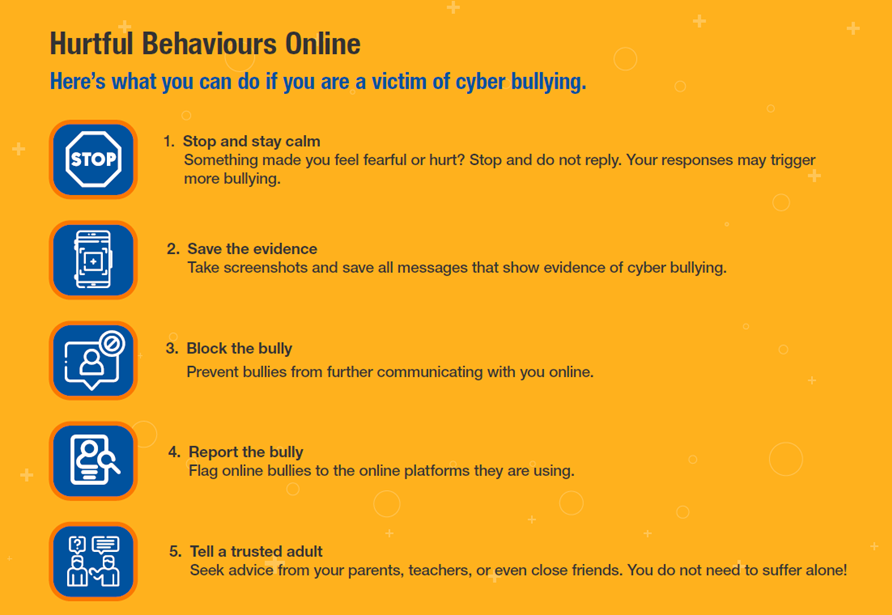 Hurtful Behaviours Online
Here's what you can do if you are a victim of cyber bullying.
STOP
1. Stop and stay calm
Something made you feel fearful or hurt? Stop and do not reply. Your responses may trigger
more bullying.
2. Save the evidence
Take screenshots and save all messages that show evidence of cyber bullying.
3. Block the bully
Prevent bullies from further communicating with you online.
4. Report the bully
Flag online bullies to the online platforms they are using.
?
5. Tell a trusted adult
Seek advice from your parents, teachers, or even close friends. You do not need to suffer alone!